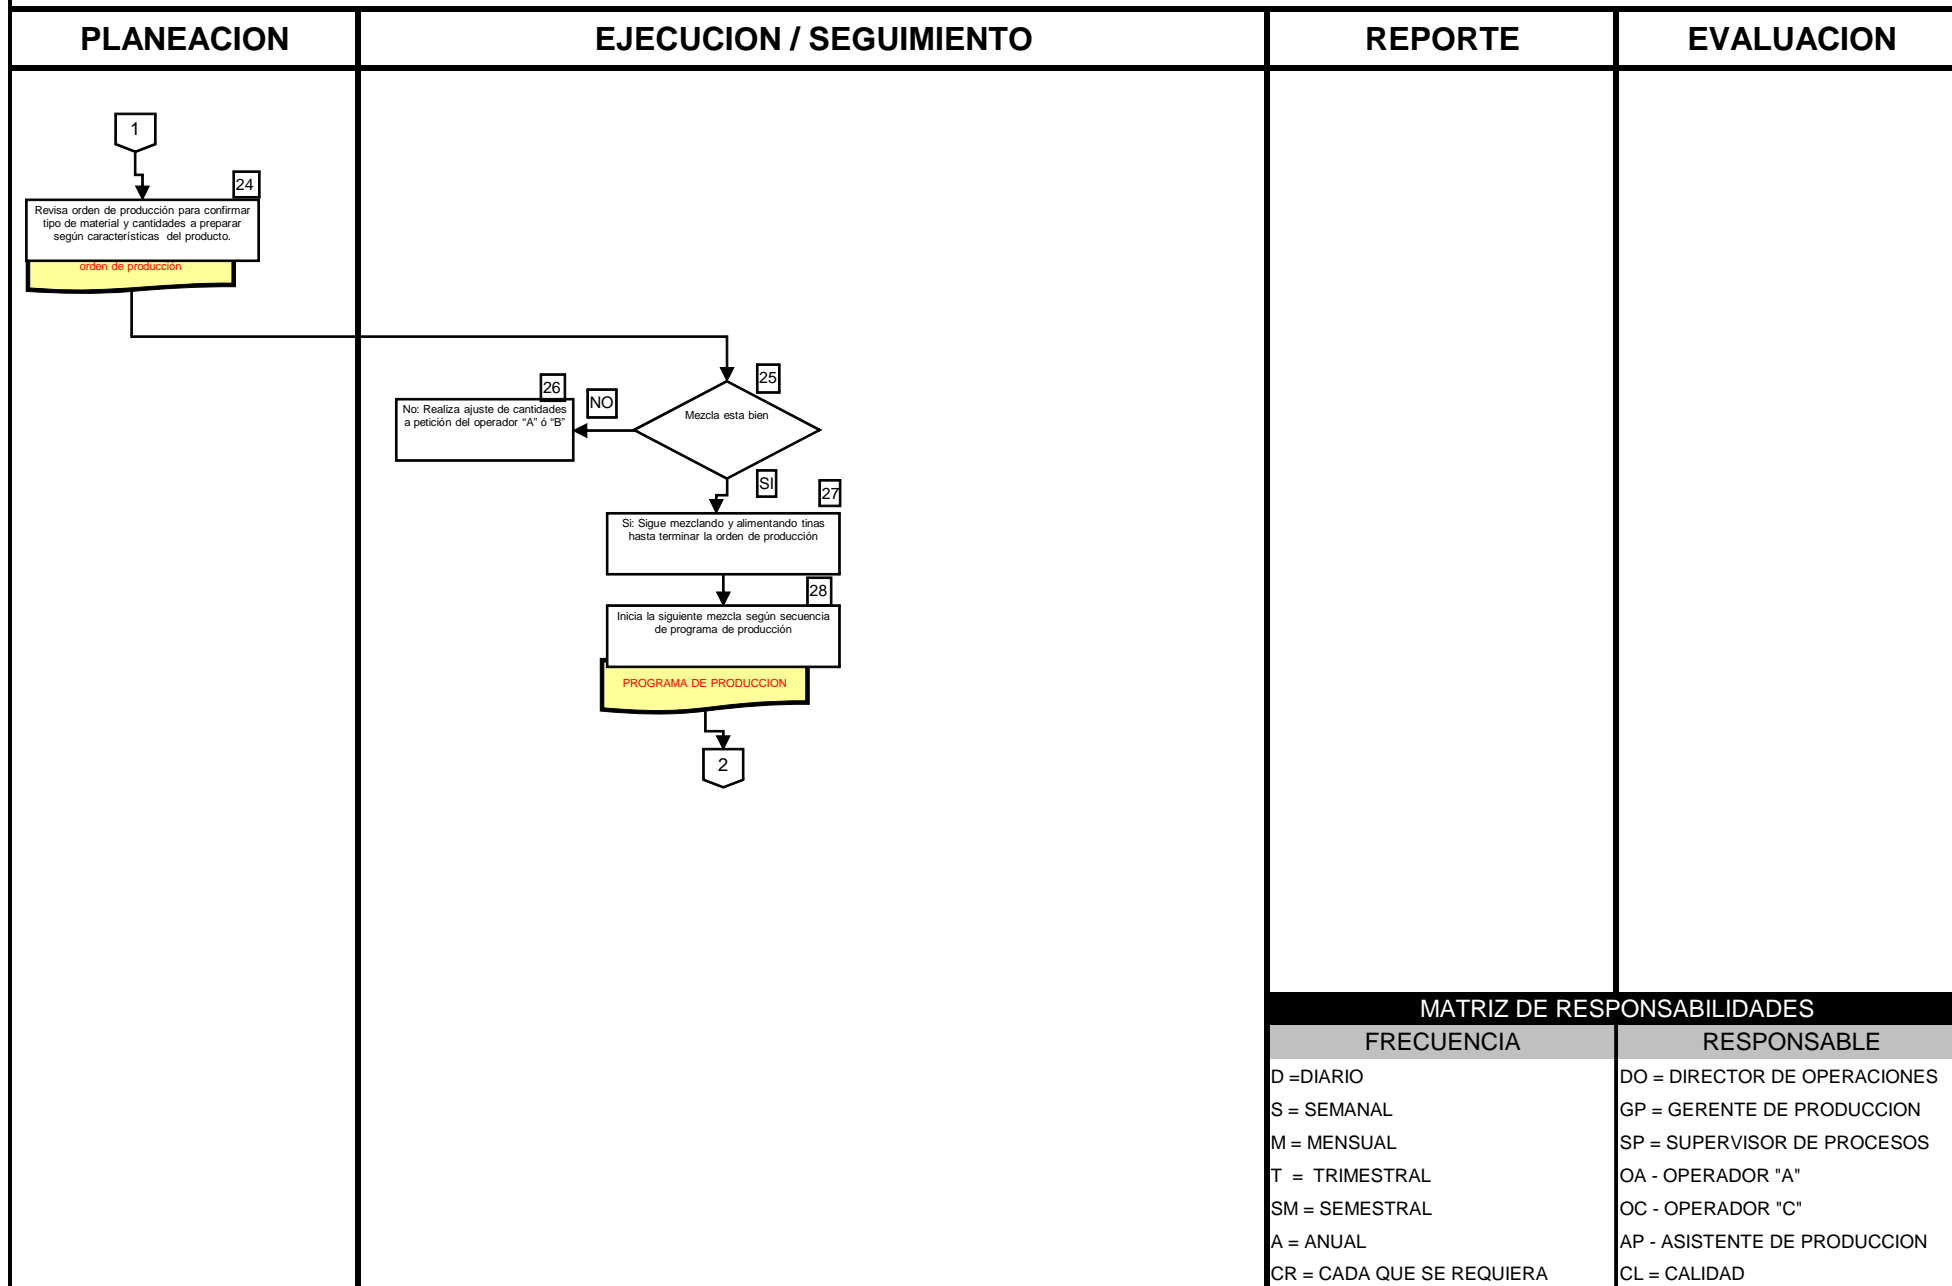 PLANEACION
EJECUCION / SEGUIMIENTO
REPORTE
EVALUACION
1
24
Revisa orden de producción para confirmar
tipo de material y cantidades a preparar
según características del producto.
orden de producción
25
Mezcla esta bien
NO
26
No: Realiza ajuste de cantidades
a petición del operador “A” ó “B”
SI
27
Si: Sigue mezclando y alimentando tinas
hasta terminar la orden de producción
28
Inicia la siguiente mezcla según secuencia
de programa de producción
PROGRAMA DE PRODUCCION
2
MATRIZ DE RESPONSABILIDADES
FRECUENCIA
RESPONSABLE
D =DIARIO
DO = DIRECTOR DE OPERACIONES
S = SEMANAL
GP = GERENTE DE PRODUCCION
M = MENSUAL
SP = SUPERVISOR DE PROCESOS
T = TRIMESTRAL
OA - OPERADOR "A"
SM = SEMESTRAL
OC - OPERADOR "C"
A = ANUAL
AP - ASISTENTE DE PRODUCCION
CR = CADA QUE SE REQUIERA
CL = CALIDAD